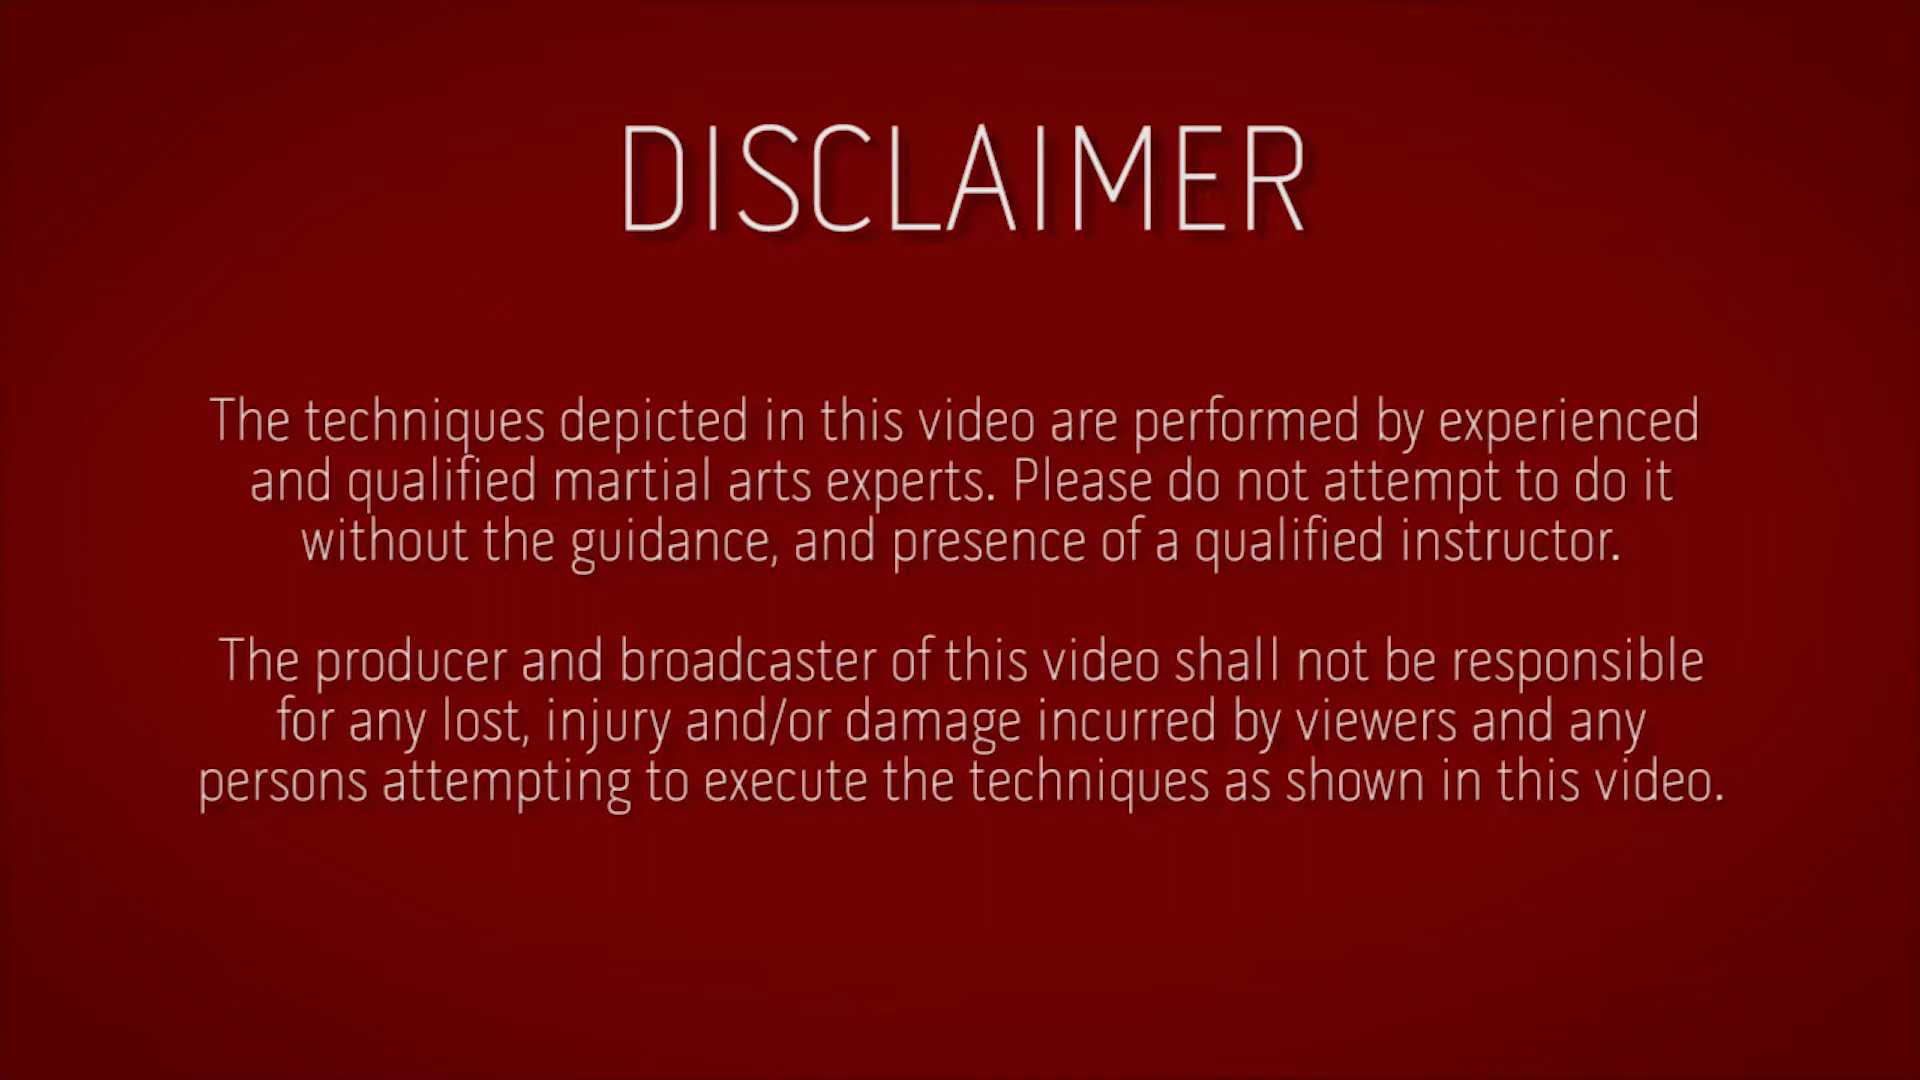 DISCLAIMER
The techniques depicted in this video are performed by experienced
and qualified martial arts experts. Please do not attempt to do it
without the guidance, and presence of a qualified instructor.
The producer and broadcaster of this video shall not be responsible
for any lost, injury and/or damage incurred by viewers and any
persons attempting to execute the techniques as shown in this video.